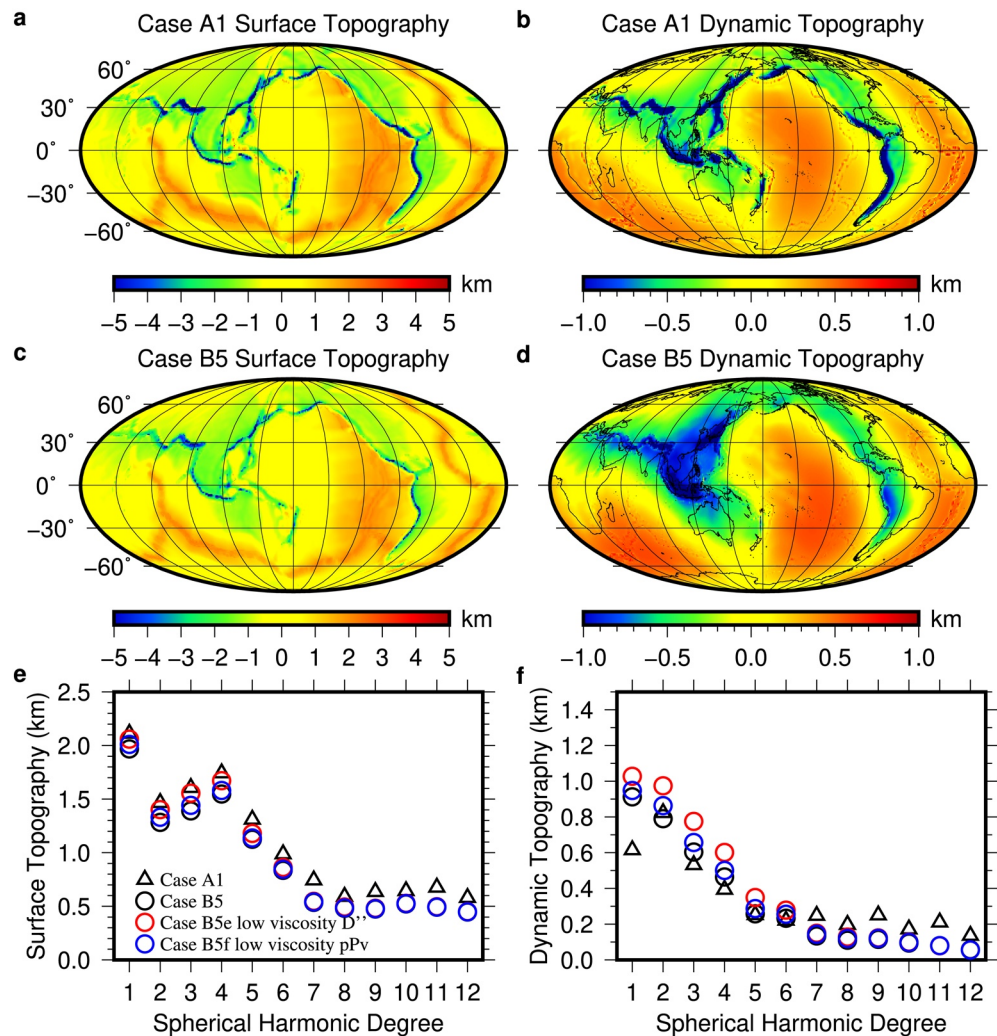 a Case A1 Surface Topography
60°
30°
0°
−30°
−60°
km
−5 −4 −3 −2 −1 0 1 2 3 4 5
b Case A1 Dynamic Topography
km
−1.0 −0.5 0.0 0.5 1.0
c Case B5 Surface Topography
60°
30°
0°
−30°
−60°
km
−5 −4 −3 −2 −1 0 1 2 3 4 5
d Case B5 Dynamic Topography
km
−1.0 −0.5 0.0 0.5 1.0
e
Surface Topography (km)
2.5
2.0
1.5
1.0
0.5
0.0
Case A1
Case B5
Case B5e low viscosity D’’
Case B5f low viscosity pPv
1 2 3 4 5 6 7 8 9 10 11 12
Spherical Harmonic Degree
f
Dynamic Topography (km)
1.4
1.2
1.0
0.8
0.6
0.4
0.2
0.0
1 2 3 4 5 6 7 8 9 10 11 12
Spherical Harmonic Degree